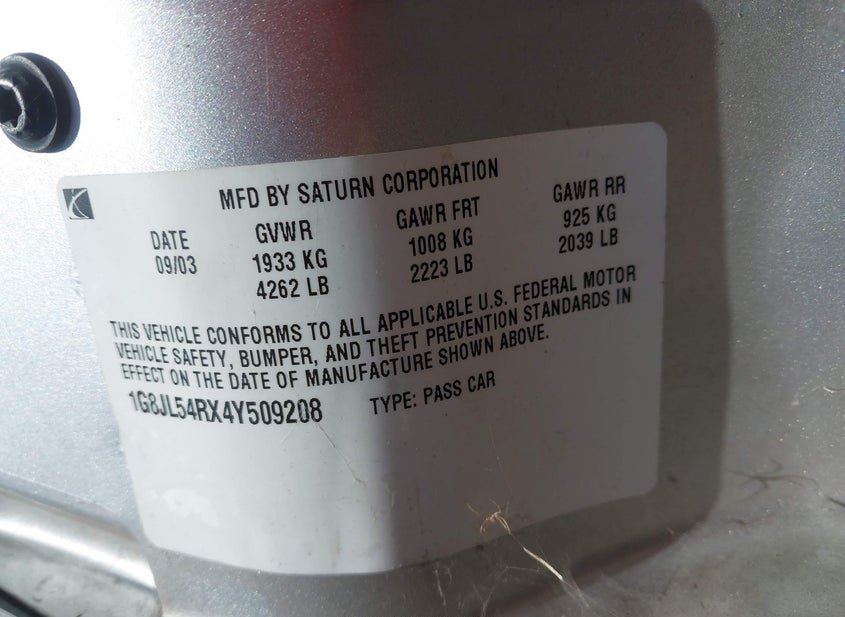 MFD BY SATURN CORPORATION
DATE GVWR GAWR FRT GAWR RR
09/03 1933 KG 1008 KG 925 KG
4262 LB 2223 LB 2039 LB
THIS VEHICLE CONFORMS TO ALL APPLICABLE U.S. FEDERAL MOTOR
VEHICLE SAFETY, BUMPER, AND THEFT PREVENTION STANDARDS IN
EFFECT ON THE DATE OF MANUFACTURE SHOWN ABOVE.
1G8JL54RX4Y509208 TYPE: PASS CAR